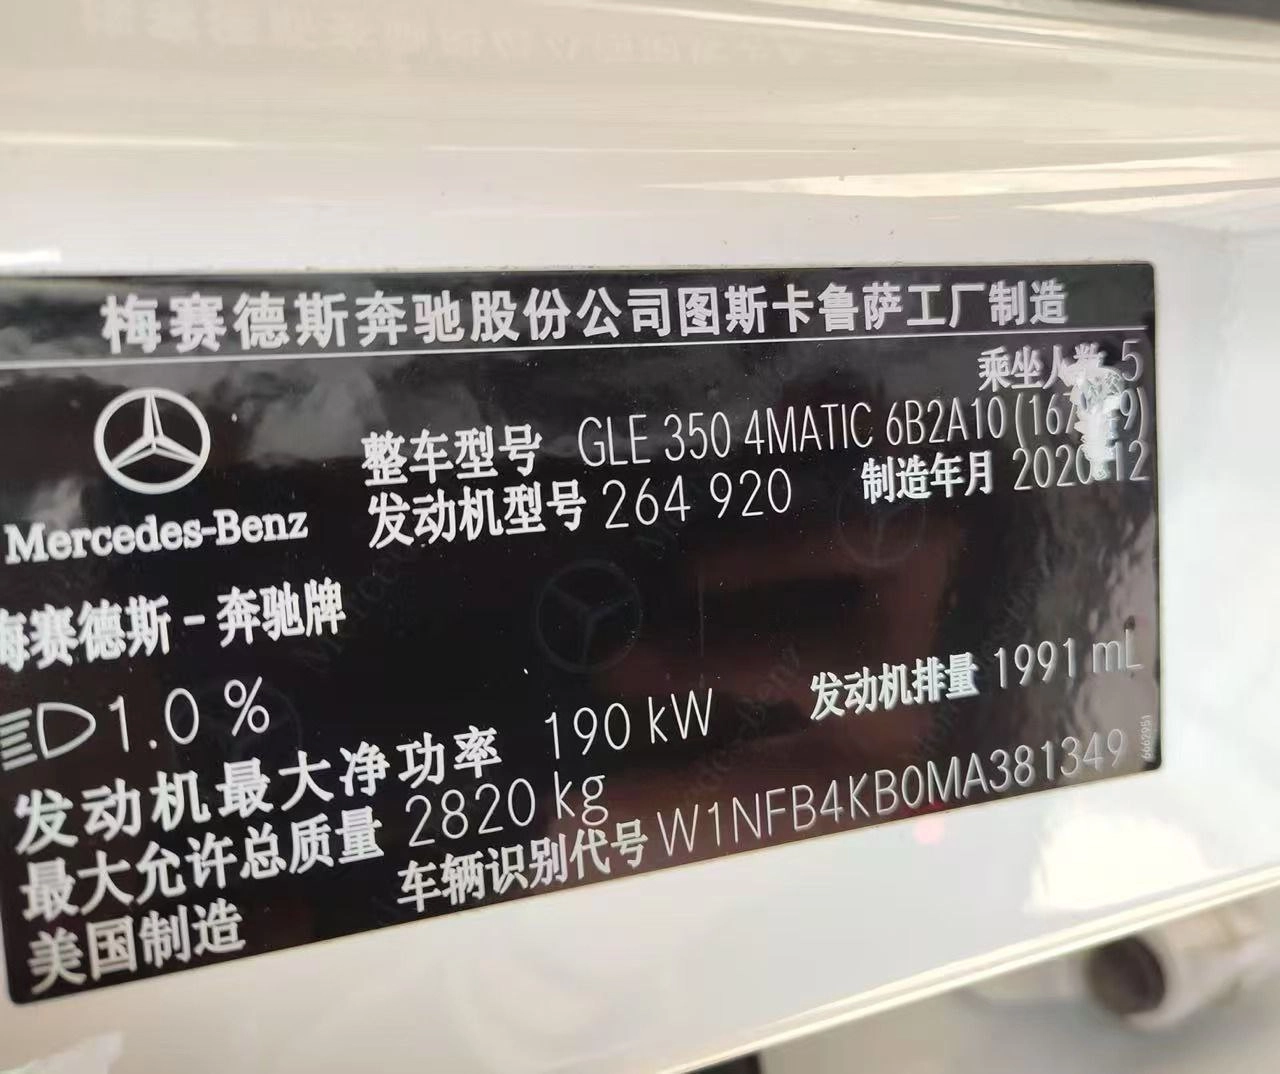 梅赛德斯奔驰股份公司图斯卡鲁萨工厂制造
乘坐人数 5
整车型号 GLE 350 4MATIC 6B2A10
发动机型号 264 920
制造年月 2020 12
Mercedes-Benz
梅赛德斯-奔驰牌
1.0 %
发动机最大净功率 190 kW
发动机排量 1991 mL
最大允许总质量 2820 kg
车辆识别代号 W1NFB4KB0MA381349
美国制造
6662951